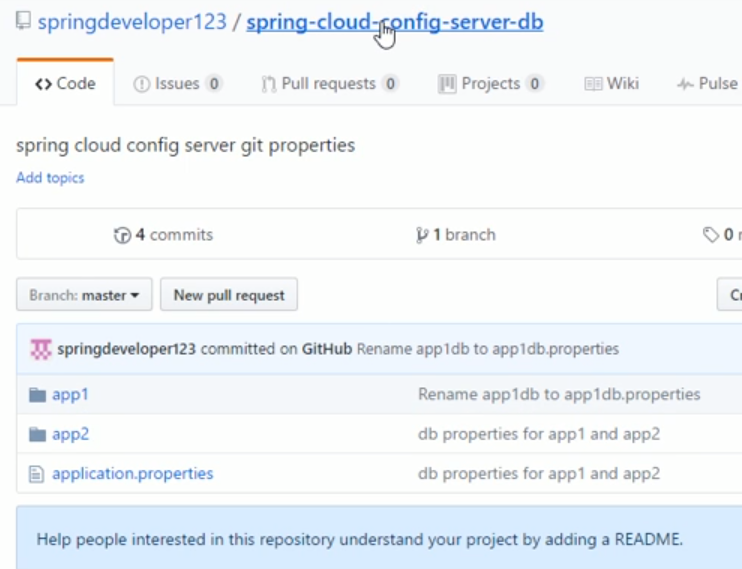 springdeveloper123 / spring-cloud-config-server-db
Code Issues 0 Pull requests 0 Projects 0 Wiki Pulse
spring cloud config server git properties
Add topics
4 commits 1 branch 0
Branch: master New pull request
springdeveloper123 committed on GitHub Rename app1db to app1db.properties
app1 Rename app1db to app1db.properties
app2 db properties for app1 and app2
application.properties db properties for app1 and app2
Help people interested in this repository understand your project by adding a README.